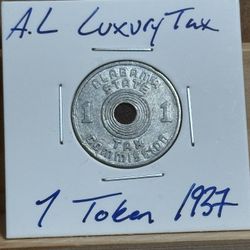 A.L Luxury Tax
ALABAMA
STATE
1 1
TAX
COMMISSION
1 Token 1937